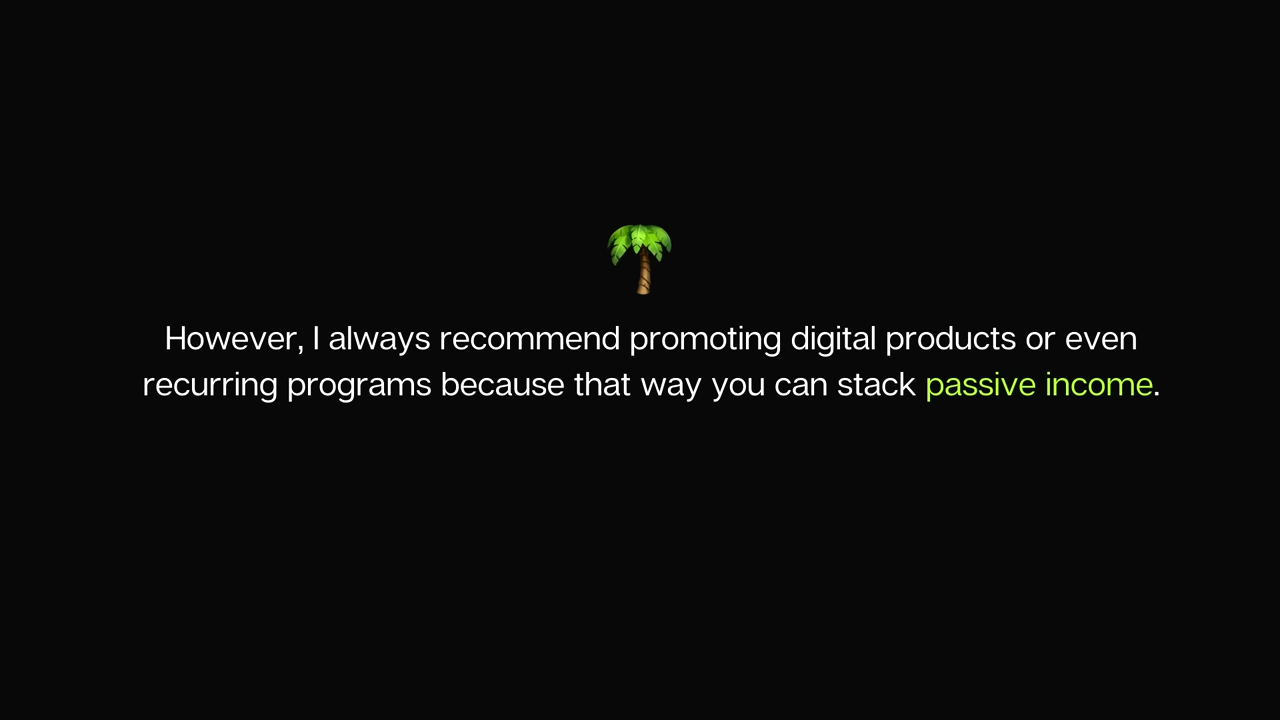 However, I always recommend promoting digital products or even
recurring programs because that way you can stack passive income.